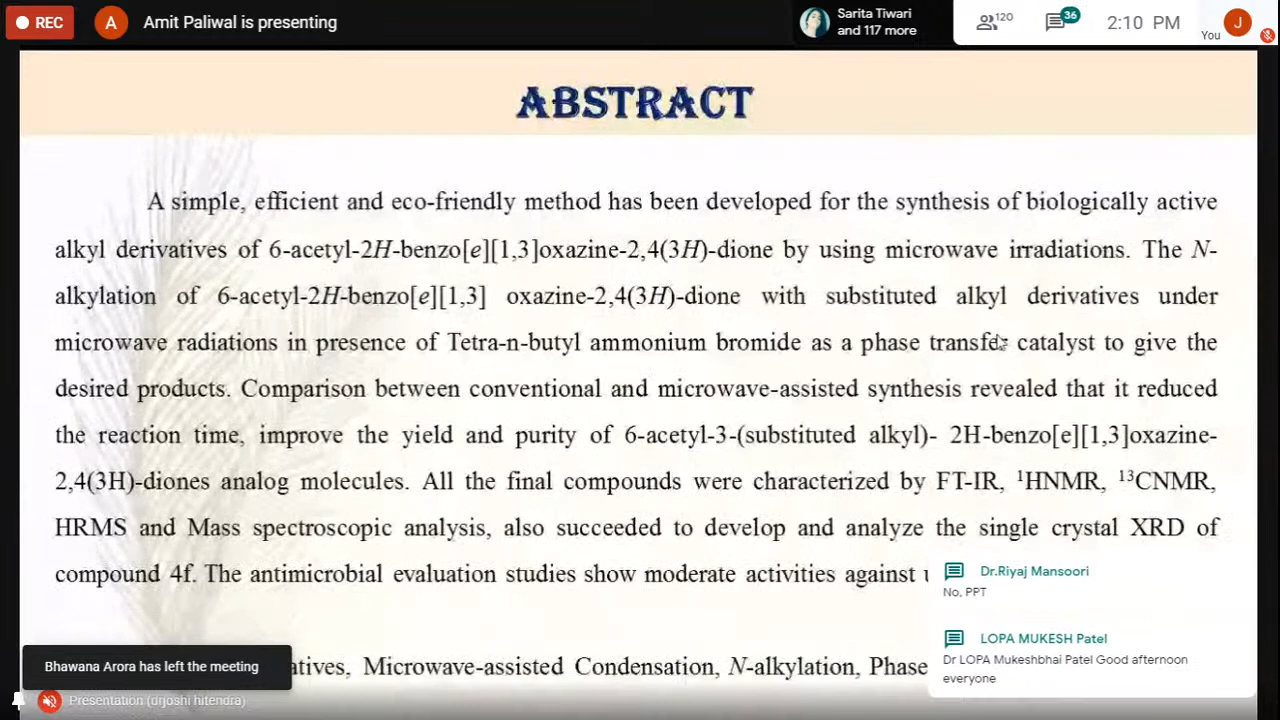 REC
A
Amit Paliwal is presenting
Sarita Tiwari
and 117 more
120
36
2:10 PM
You
J
ABSTRACT
A simple, efficient and eco-friendly method has been developed for the synthesis of biologically active
alkyl derivatives of 6-acetyl-2H-benzo[e][1,3]oxazine-2,4(3H)-dione by using microwave irradiations. The N-
alkylation of 6-acetyl-2H-benzo[e][1,3] oxazine-2,4(3H)-dione with substituted alkyl derivatives under
microwave radiations in presence of Tetra-n-butyl ammonium bromide as a phase transfer catalyst to give the
desired products. Comparison between conventional and microwave-assisted synthesis revealed that it reduced
the reaction time, improve the yield and purity of 6-acetyl-3-(substituted alkyl)- 2H-benzo[e][1,3]oxazine-
2,4(3H)-diones analog molecules. All the final compounds were characterized by FT-IR, ¹HNMR, ¹³CNMR,
HRMS and Mass spectroscopic analysis, also succeeded to develop and analyze the single crystal XRD of
compound 4f. The antimicrobial evaluation studies show moderate activities against
Dr.Riyaj Mansoori
No, PPT
LOPA MUKESH Patel
Dr LOPA Mukeshbhai Patel Good afternoon
everyone
Bhawana Arora has left the meeting
atives, Microwave-assisted Condensation, N-alkylation, Phase
Presentation (drjoshi hitendra)